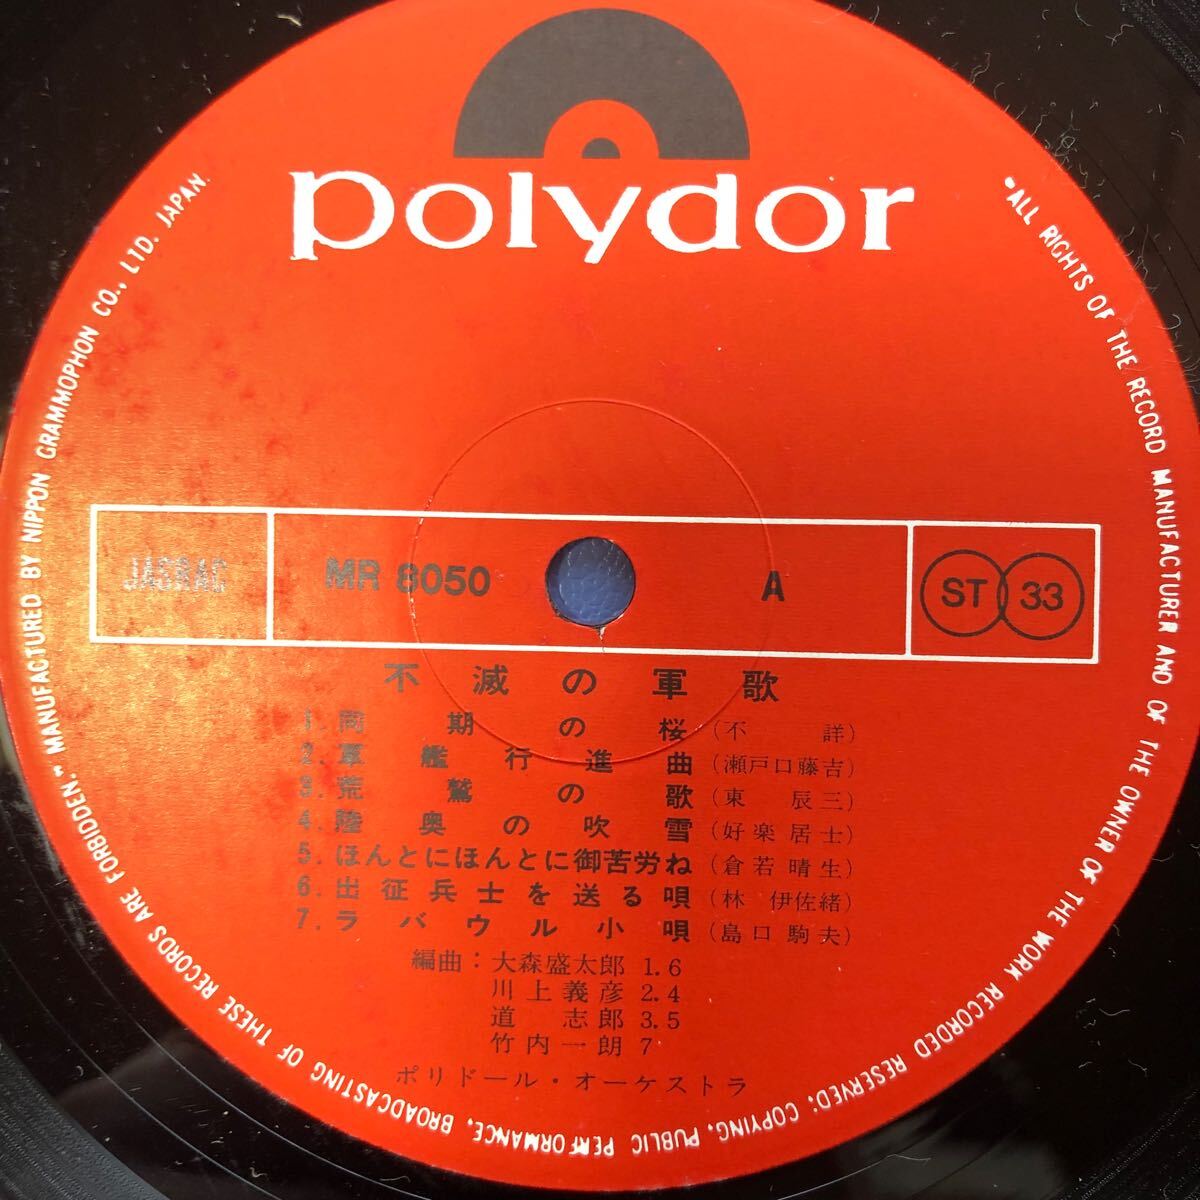 polydor
JASRAC
MR 8050
A
ST 33
不滅の軍歌
1. 同期の桜 (不詳)
2. 軍艦行進曲 (瀬戸口藤吉)
3. 荒鷲の歌 (東辰三)
4. 陸奥の吹雪 (好楽居士)
5. ほんとにほんとに御苦労ね (倉若晴生)
6. 出征兵士を送る唄 (林 伊佐緒)
7. ラバウル小唄 (島口駒夫)
編曲：大森盛太郎 1.6
川上義彦 2.4
道 志郎 3.5
竹内一朗 7
ポリドール・オーケストラ
"ALL RIGHTS OF THE RECORD MANUFACTURER AND OF THE OWNER OF THE WORK RECORDED RESERVED: COPYING, PUBLIC PERFORMANCE, BROADCASTING OF THESE RECORDS ARE FORBIDDEN." MANUFACTURED BY NIPPON GRAMMOPHON CO., LTD. JAPAN.